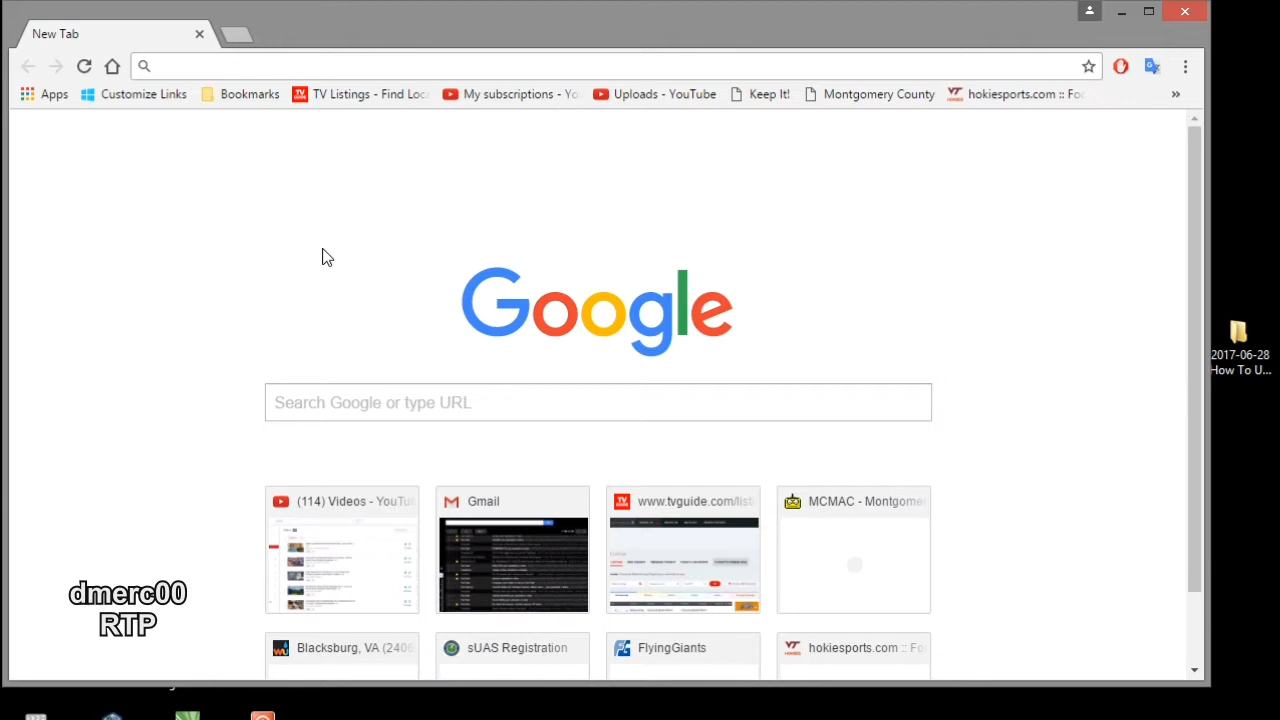 New Tab
Apps
Customize Links
Bookmarks
TV Listings - Find Loc
My subscriptions - Yo
Uploads - YouTube
Keep It!
Montgomery County
hokiesports.com :: Foo
»
Google
Search Google or type URL
2017-06-28
How To U...
(114) Videos - YouTu
Gmail
www.tvguide.com/list
MCMAC - Montgome
Blacksburg, VA (2406
sUAS Registration
FlyingGiants
hokiesports.com :: Fo
dmerc00
RTP